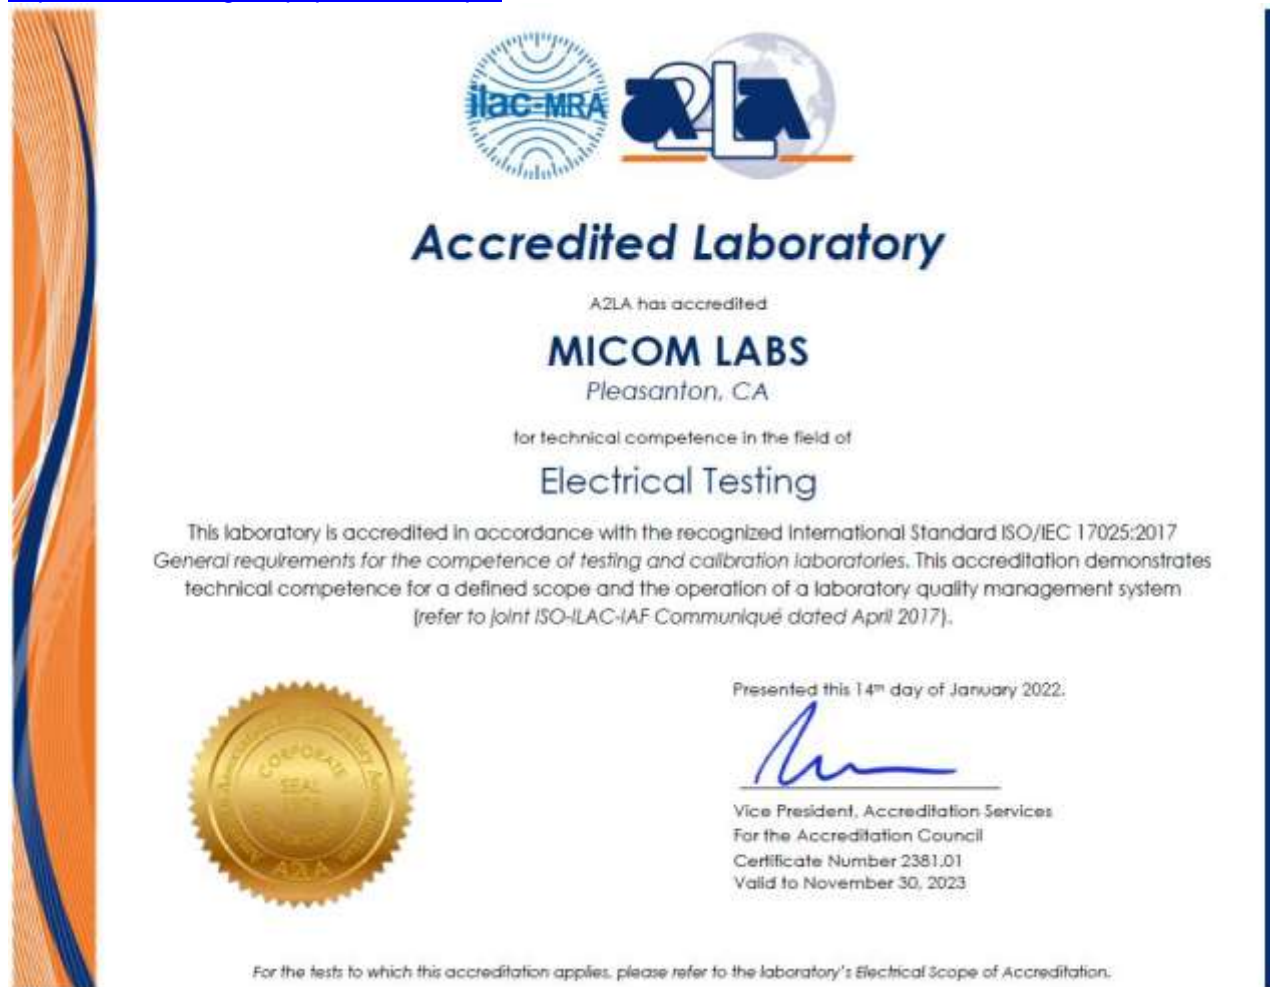 ilac-MRA
A2LA
Accredited Laboratory
A2LA has accredited
MICOM LABS
Pleasanton, CA
for technical competence in the field of
Electrical Testing
This laboratory is accredited in accordance with the recognized International Standard ISO/IEC 17025:2017
General requirements for the competence of testing and calibration laboratories. This accreditation demonstrates
technical competence for a defined scope and the operation of a laboratory quality management system
(refer to joint ISO-ILAC-IAF Communiqué dated April 2017).
Presented this 14th day of January 2022.
CORPORATE
SEAL
A2LA
Vice President, Accreditation Services
For the Accreditation Council
Certificate Number 2381.01
Valid to November 30, 2023
For the tests to which this accreditation applies, please refer to the laboratory's Electrical Scope of Accreditation.